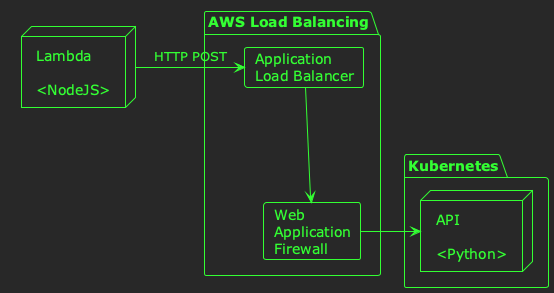 AWS Load Balancing
Lambda
<NodeJS>
HTTP POST
Application
Load Balancer
Web
Application
Firewall
Kubernetes
API
<Python>